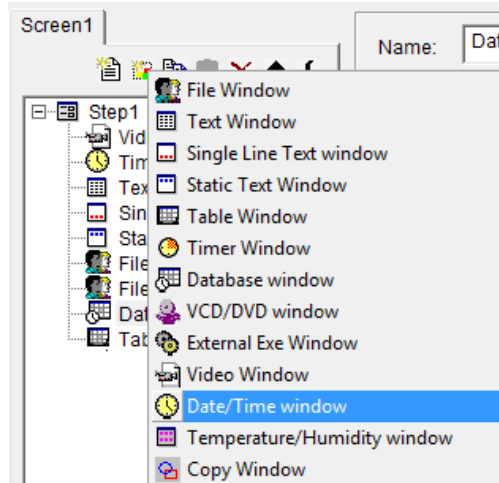 Screen1
Name: Dat
Step1
Vid
Tim
Tex
Sin
Sta
File
File
Dat
Tab
File Window
Text Window
Single Line Text window
Static Text Window
Table Window
Timer Window
Database window
VCD/DVD window
External Exe Window
Video Window
Date/Time window
Temperature/Humidity window
Copy Window